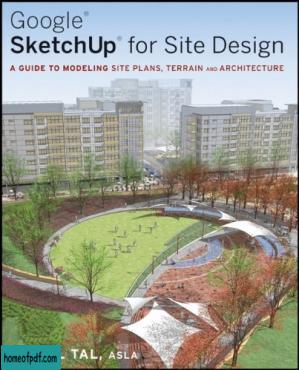 Google®
SketchUp® for Site Design
A GUIDE TO MODELING SITE PLANS, TERRAIN AND ARCHITECTURE
L TAL, ASLA
homeofpdf.com